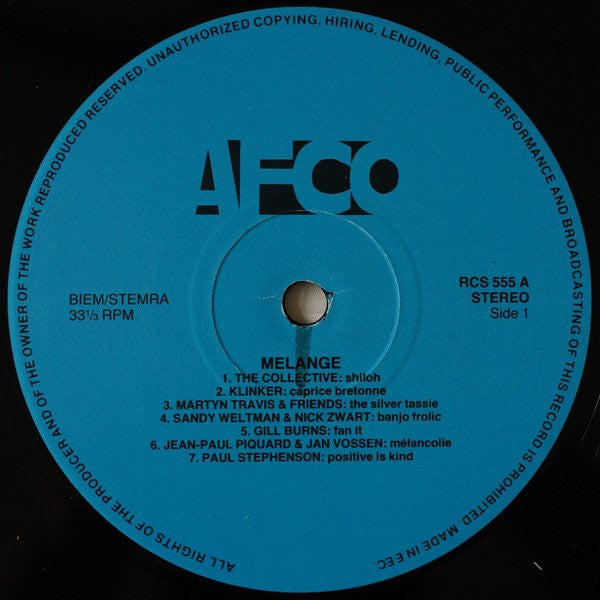 ALL RIGHTS OF THE PRODUCER AND OF THE OWNER OF THE WORK REPRODUCED RESERVED. UNAUTHORIZED COPYING, HIRING, LENDING, PUBLIC PERFORMANCE AND BROADCASTING OF THIS RECORD IS PROHIBITED. MADE IN EEC.
AFCO
BIEM/STEMRA
33 1/3 RPM
RCS 555 A
STEREO
Side 1
MELANGE
1. THE COLLECTIVE: shiloh
2. KLINKER: caprice bretonne
3. MARTYN TRAVIS & FRIENDS: the silver tassie
4. SANDY WELTMAN & NICK ZWART: banjo frolic
5. GILL BURNS: fan it
6. JEAN-PAUL PIQUARD & JAN VOSSEN: mélancolie
7. PAUL STEPHENSON: positive is kind